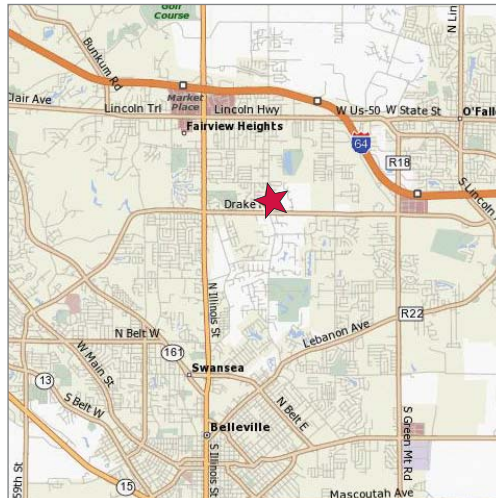 Golf
Course
N Lin
Bunkum Rd
Clair Ave
Market
Place
Lincoln Trl
Lincoln Hwy
W Us-50
W State St
O'Fall
Fairview Heights
64
R18
S Lincoln
Drake
N Illinois St
R22
Lebanon Ave
N Belt W
161
W Main St
Swansea
13
S Belt W
N Belt E
Belleville
S Green Mt Rd
59th St
15
S Illinois St
Mascoutah Ave